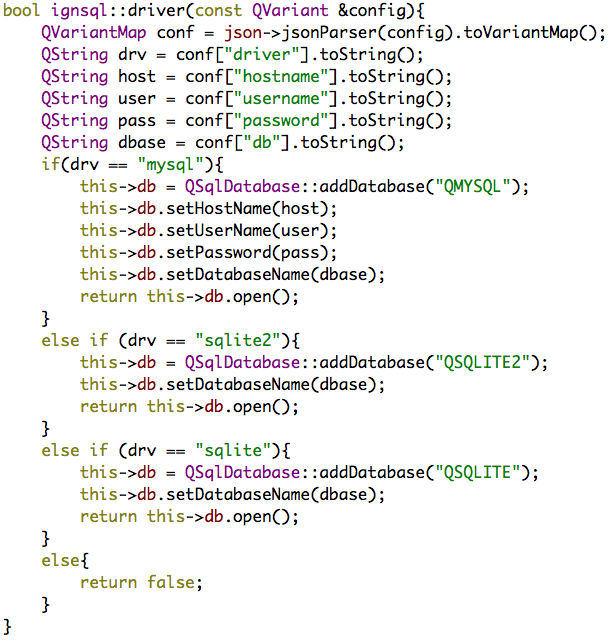 bool ignsql::driver(const QVariant &config){
    QVariantMap conf = json->jsonParser(config).toVariantMap();
    QString drv = conf["driver"].toString();
    QString host = conf["hostname"].toString();
    QString user = conf["username"].toString();
    QString pass = conf["password"].toString();
    QString dbase = conf["db"].toString();
    if(drv == "mysql"){
        this->db = QSqlDatabase::addDatabase("QMYSQL");
        this->db.setHostName(host);
        this->db.setUserName(user);
        this->db.setPassword(pass);
        this->db.setDatabaseName(dbase);
        return this->db.open();
    }
    else if (drv == "sqlite2"){
        this->db = QSqlDatabase::addDatabase("QSQLITE2");
        this->db.setDatabaseName(dbase);
        return this->db.open();
    }
    else if (drv == "sqlite"){
        this->db = QSqlDatabase::addDatabase("QSQLITE");
        this->db.setDatabaseName(dbase);
        return this->db.open();
    }
    else{
        return false;
    }
}